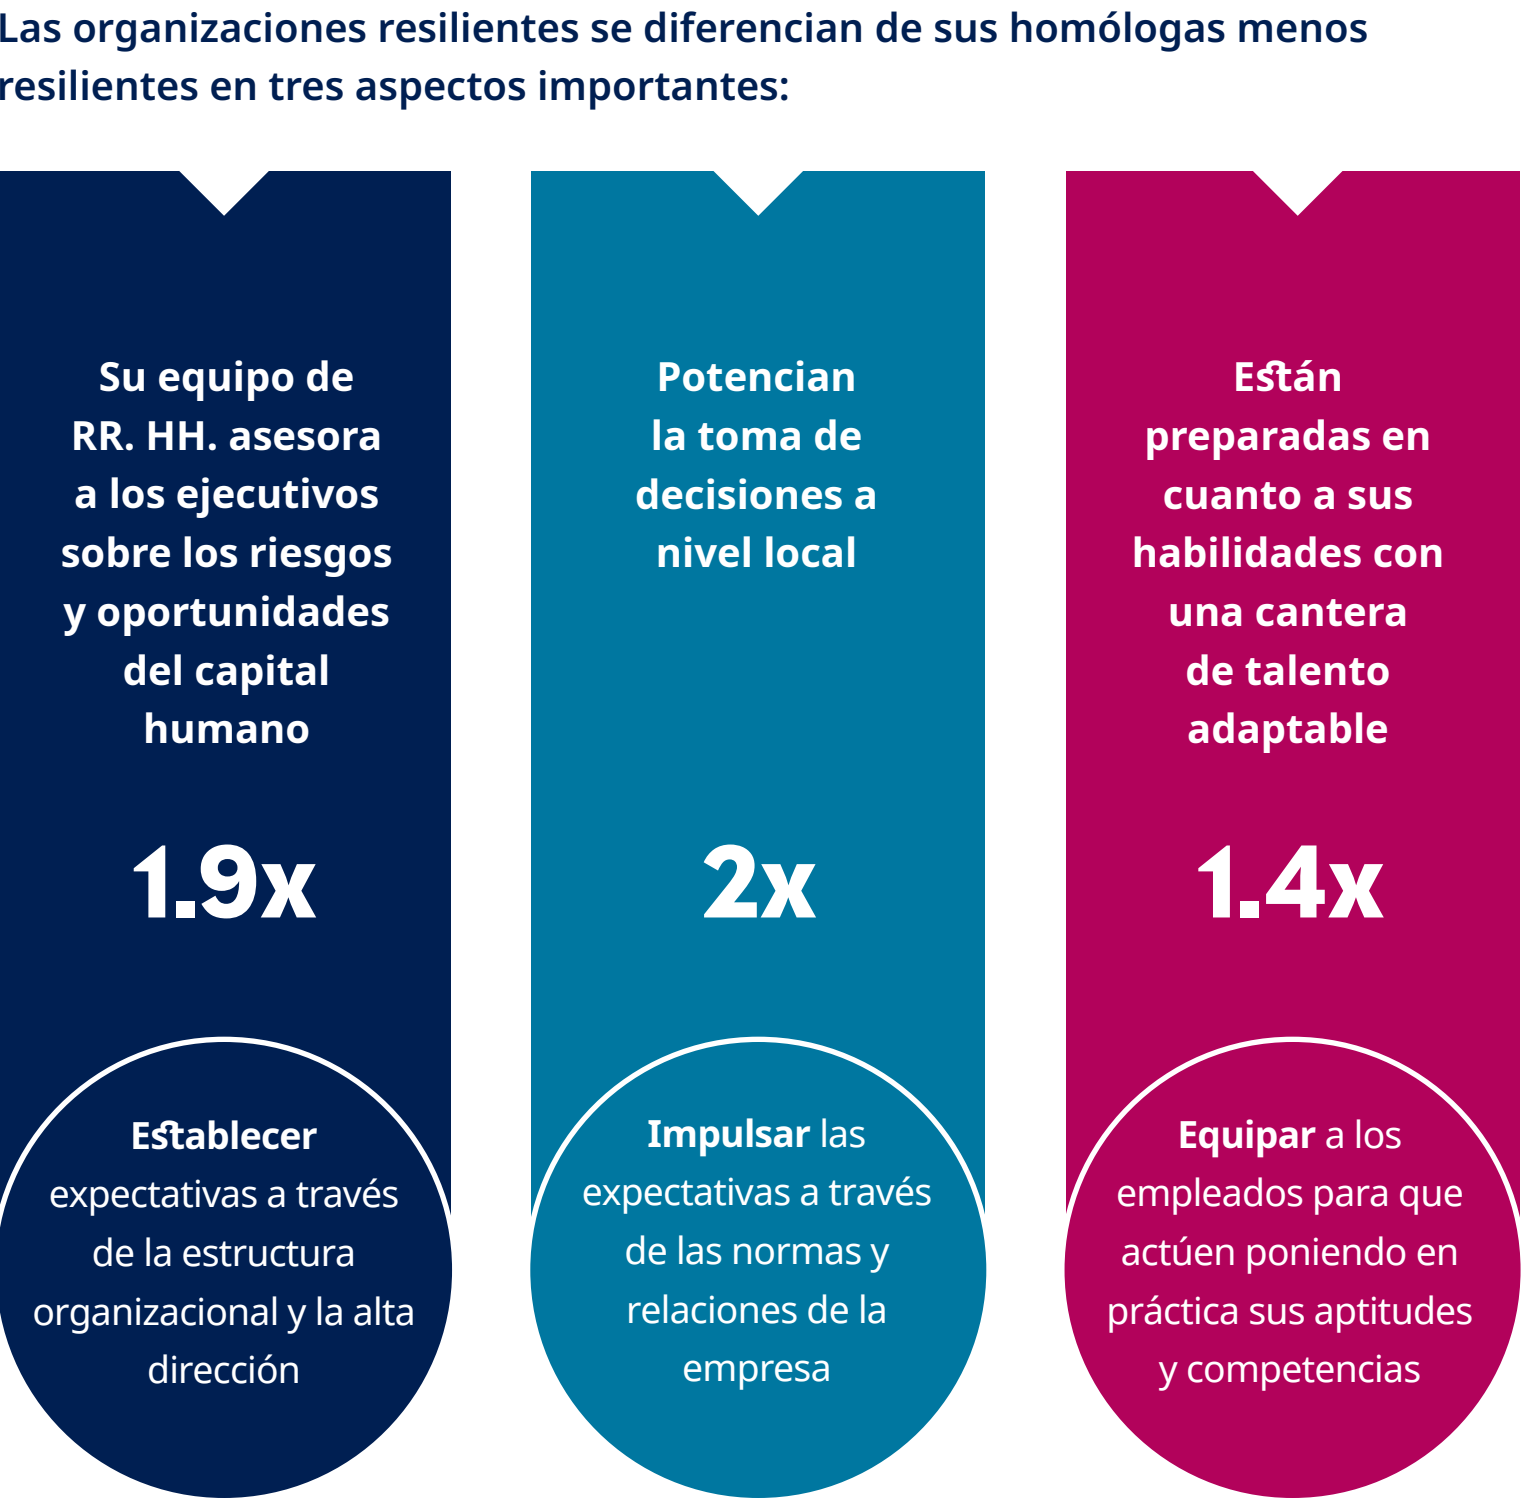 Las organizaciones resilientes se diferencian de sus homólogas menos
resilientes en tres aspectos importantes:
Su equipo de
RR. HH. asesora
a los ejecutivos
sobre los riesgos
y oportunidades
del capital
humano
1.9x
Establecer
expectativas a través
de la estructura
organizacional y la alta
dirección
Potencian
la toma de
decisiones a
nivel local
2x
Impulsar las
expectativas a través
de las normas y
relaciones de la
empresa
Están
preparadas en
cuanto a sus
habilidades con
una cantera
de talento
adaptable
1.4x
Equipar a los
empleados para que
actúen poniendo en
práctica sus aptitudes
y competencias